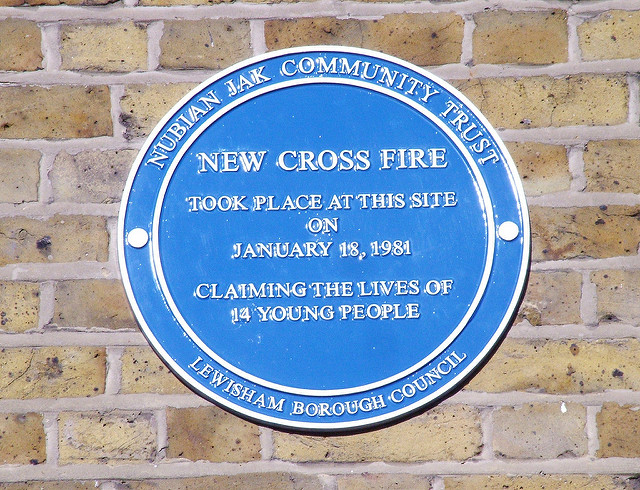 NUBIAN JAK COMMUNITY TRUST
NEW CROSS FIRE
TOOK PLACE AT THIS SITE
ON
JANUARY 18, 1981
CLAIMING THE LIVES OF
14 YOUNG PEOPLE
LEWISHAM BOROUGH COUNCIL